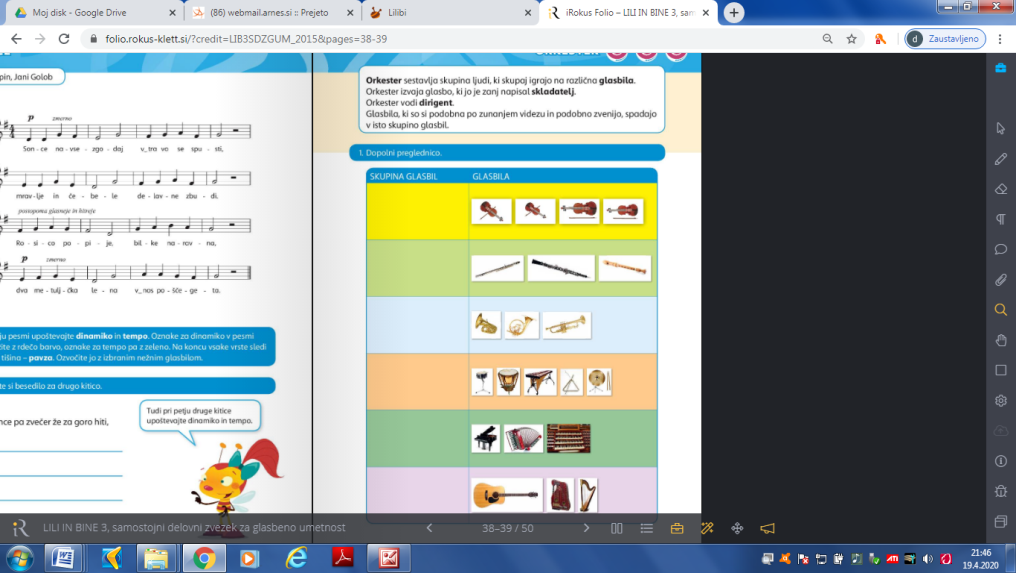 Moj disk - Google Drive
(86) webmail.arnes.si :: Prejeto
Lilibi
iRokus Folio – LILI IN BINE 3, sam
folio.rokus-klett.si/?credit=LIB3SDZGUM_2015&pages=38-39
Zaustavljeno
pin, Jani Golob
p zmerno
Son - ce na - vse - zgo - daj v_tra vo se spu - sti,
mrav - lje in če - be - le de - lav - ne zbu - di.
postopoma glasneje in hitreje
Ro - si - co po - pi - je, bil - ke na - rav - na,
p zmerno
dva me - tulj - čka le - na v_nos po - šče - ge - ta.
ju pesmi upoštevajte dinamiko in tempo. Oznake za dinamiko v pesmi
ite z rdečo barvo, oznake za tempo pa z zeleno. Na koncu vsake vrste sledi
tišina – pavza. Ozvočite jo z izbranim nežnim glasbilom.
te si besedilo za drugo kitico.
nce pa zvečer že za goro hiti,
Tudi pri petju druge kitice
upoštevajte dinamiko in tempo.
Orkester sestavlja skupina ljudi, ki skupaj igrajo na različna glasbila.
Orkester izvaja glasbo, ki jo je zanj napisal skladatelj.
Orkester vodi dirigent.
Glasbila, ki so si podobna po zunanjem videzu in podobno zvenijo, spadajo
v isto skupino glasbil.
1. Dopolni preglednico.
SKUPINA GLASBIL GLASBILA
LILI IN BINE 3, samostojni delovni zvezek za glasbeno umetnost
38–39 / 50
21:46
19.4.2020